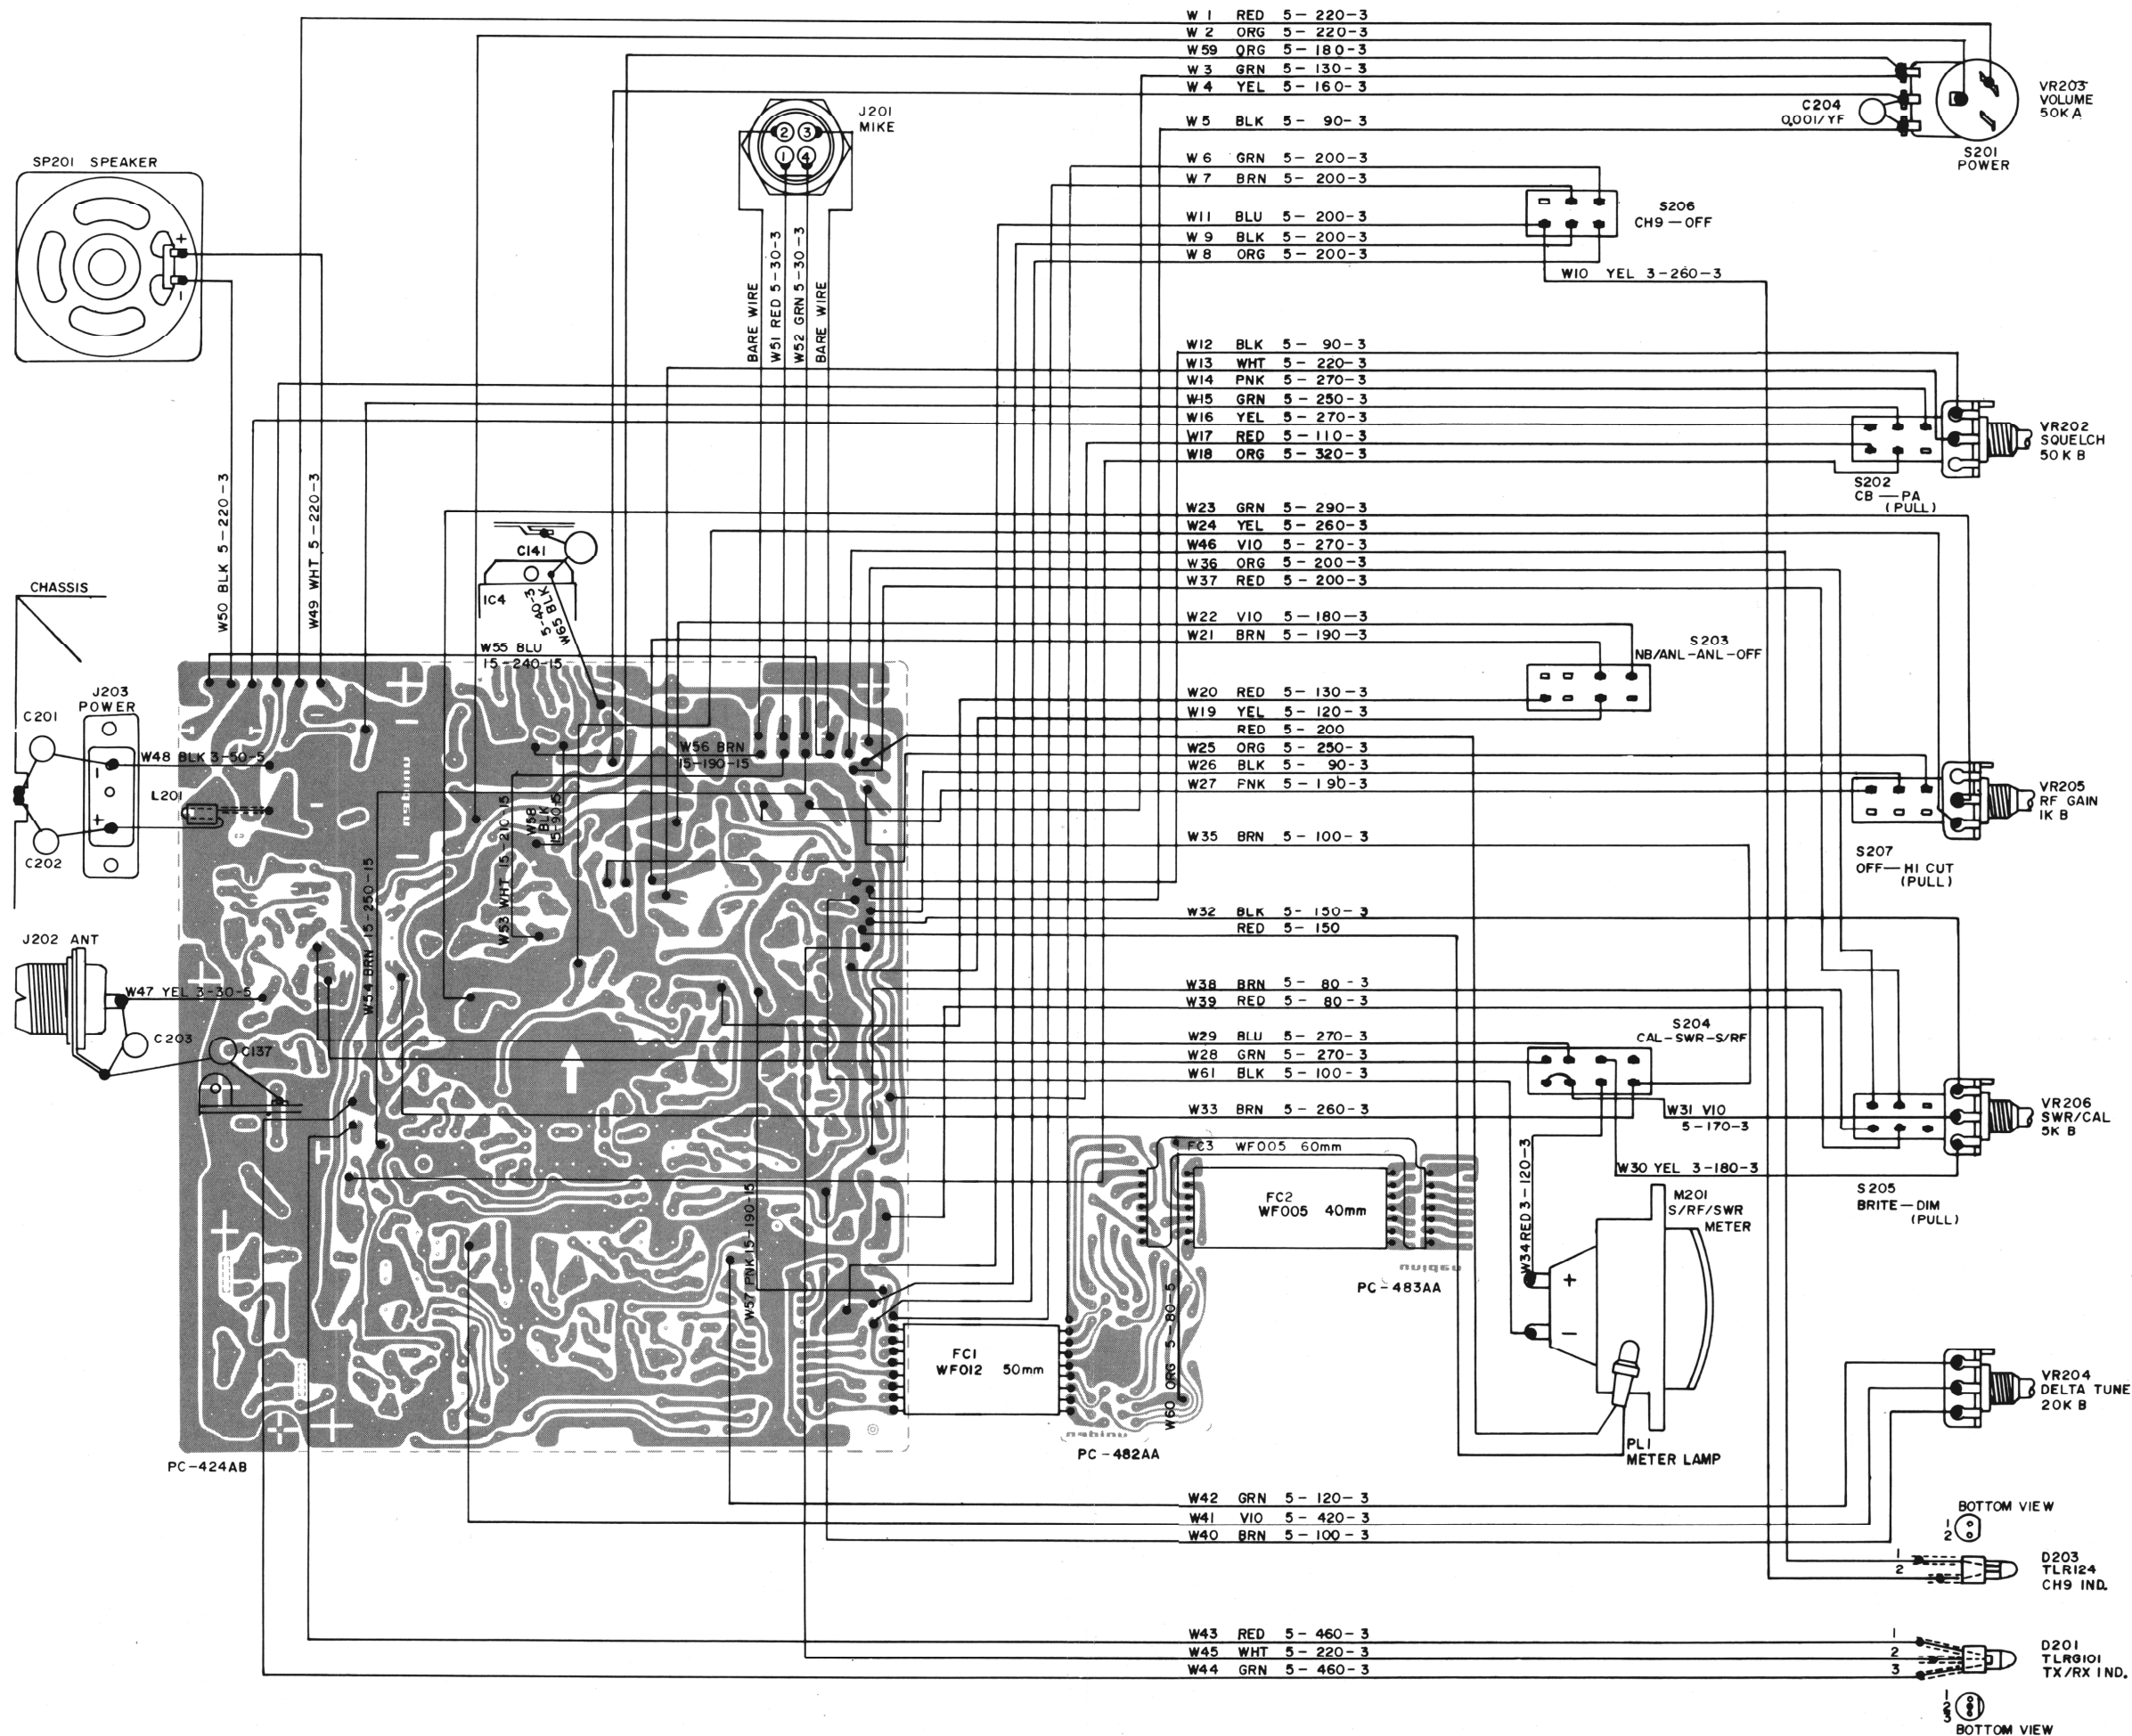 W 1 RED 5- 220-3
W 2 ORG 5- 220-3
W59 ORG 5- 180-3
W 3 GRN 5- 130-3
W 4 YEL 5- 160-3
W 5 BLK 5- 90-3
W 6 GRN 5- 200-3
W 7 BRN 5- 200-3
W11 BLU 5- 200-3
W 9 BLK 5- 200-3
W 8 ORG 5- 200-3
W10 YEL 3-260-3
VR203
VOLUME
50KA
C204
0.001/YF
S201
POWER
S206
CH9-OFF
J201
MIKE
2 3
1 4
SP201 SPEAKER
+
-
BARE WIRE
W51 RED 5-30-3
W52 GRN 5-30-3
BARE WIRE
W12 BLK 5- 90-3
W13 WHT 5- 220-3
W14 PNK 5- 270-3
W15 GRN 5- 250-3
W16 YEL 5- 270-3
W17 RED 5- 110-3
W18 ORG 5- 320-3
VR202
SQUELCH
50KB
S202
CB-PA
(PULL)
W50 BLK 5-220-3
W49 WHT 5-220-3
W23 GRN 5- 290-3
W24 YEL 5- 260-3
W46 VIO 5- 270-3
W36 ORG 5- 200-3
W37 RED 5- 200-3
C141
IC4
W65 BLK
5-40-3
CHASSIS
W22 VIO 5- 180-3
W21 BRN 5- 190-3
S203
NB/ANL-ANL-OFF
W55 BLU
15-240-15
W20 RED 5- 130-3
W19 YEL 5- 120-3
RED 5- 200
W25 ORG 5- 250-3
W26 BLK 5- 90-3
W27 PNK 5- 190-3
W35 BRN 5- 100-3
J203
POWER
C201
-
+
C202
W48 BLK 3-50-5
L201
W56 BRN
15-190-15
W58
BLK
15-90-15
W53 WHT 15-210-15
W54 BRN 15-250-15
VR205
RF GAIN
1K B
S207
OFF-HI CUT
(PULL)
W32 BLK 5- 150-3
RED 5- 150
J202 ANT
W47 YEL 3-30-5
C203
C137
W38 BRN 5- 80-3
W39 RED 5- 80-3
W29 BLU 5- 270-3
W28 GRN 5- 270-3
W61 BLK 5- 100-3
W33 BRN 5- 260-3
S204
CAL-SWR-S/RF
W31 VIO
5-170-3
VR206
SWR/CAL
5K B
W30 YEL 3-180-3
S205
BRITE-DIM
(PULL)
FC3 WF005 60mm
FC2
WF005 40mm
W34 RED 3-120-3
M201
S/RF/SWR
METER
+
-
PC-483AA
W57 PNK 15-190-15
W60 ORG 5-80-5
FC1
WF012 50mm
PC-482AA
PC-424AB
PL1
METER LAMP
VR204
DELTA TUNE
20K B
W42 GRN 5- 120-3
W41 VIO 5- 420-3
W40 BRN 5- 100-3
BOTTOM VIEW
1
2
1
2
D203
TLR124
CH9 IND.
W43 RED 5- 460-3
W45 WHT 5- 220-3
W44 GRN 5- 460-3
1
2
3
D201
TLRG101
TX/RX IND.
1
2
3
BOTTOM VIEW